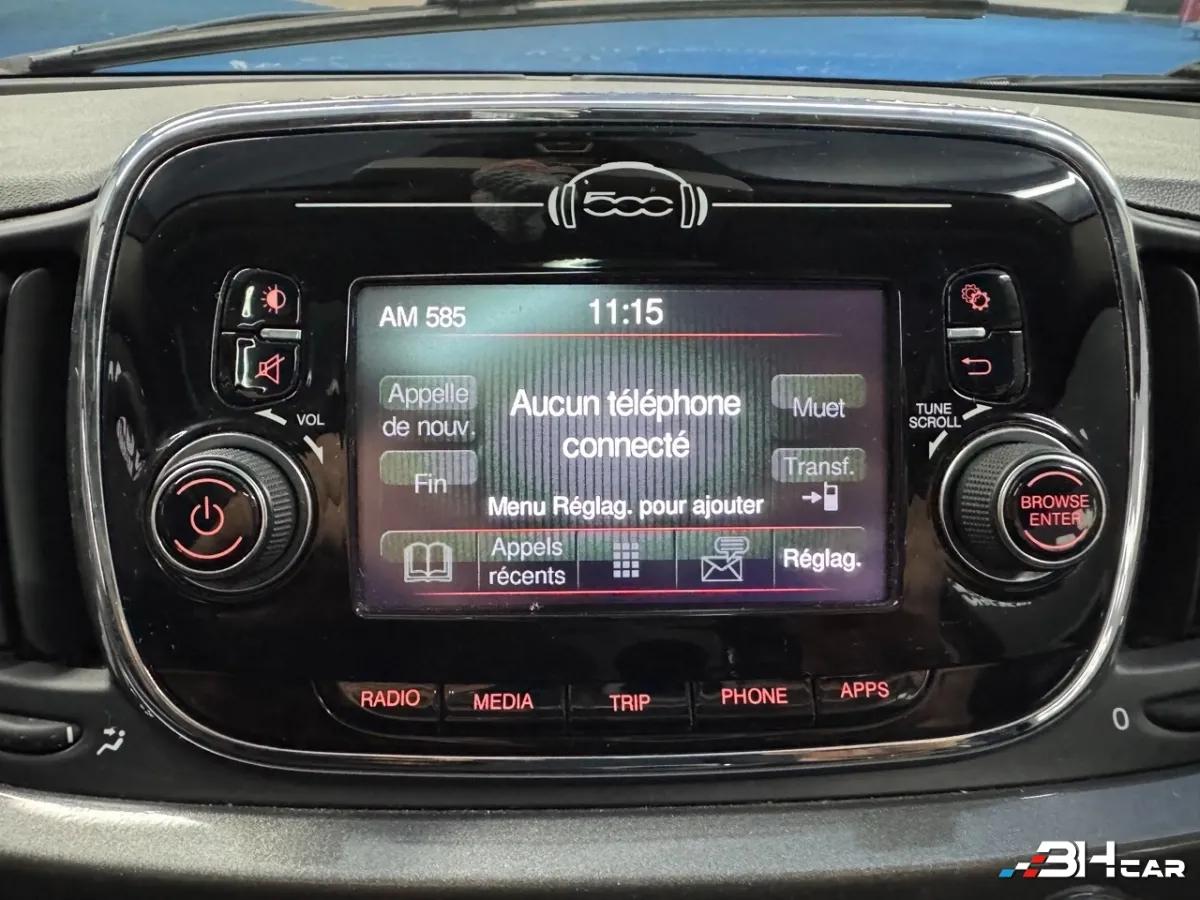 500
AM 585
11:15
Appelle
de nouv.
Aucun téléphone
connecté
Muet
Fin
Transf.
Menu Réglag. pour ajouter
Appels
récents
Réglag.
VOL
TUNE
SCROLL
BROWSE
ENTER
RADIO
MEDIA
TRIP
PHONE
APPS
0
BHCAR